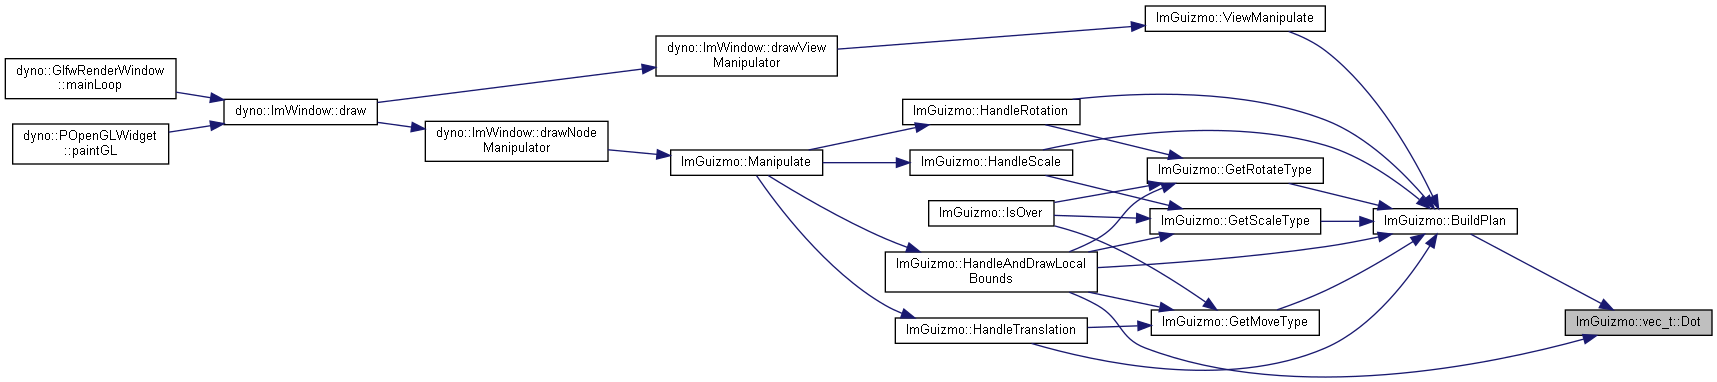 ImGuizmo::ViewManipulate
dyno::ImWindow::drawView
Manipulator
dyno::GlfwRenderWindow
::mainLoop
dyno::ImWindow::draw
dyno::POpenGLWidget
::paintGL
dyno::ImWindow::drawNode
Manipulator
ImGuizmo::Manipulate
ImGuizmo::HandleRotation
ImGuizmo::HandleScale
ImGuizmo::GetRotateType
ImGuizmo::IsOver
ImGuizmo::GetScaleType
ImGuizmo::BuildPlan
ImGuizmo::HandleAndDrawLocal
Bounds
ImGuizmo::HandleTranslation
ImGuizmo::GetMoveType
ImGuizmo::vec_t::Dot